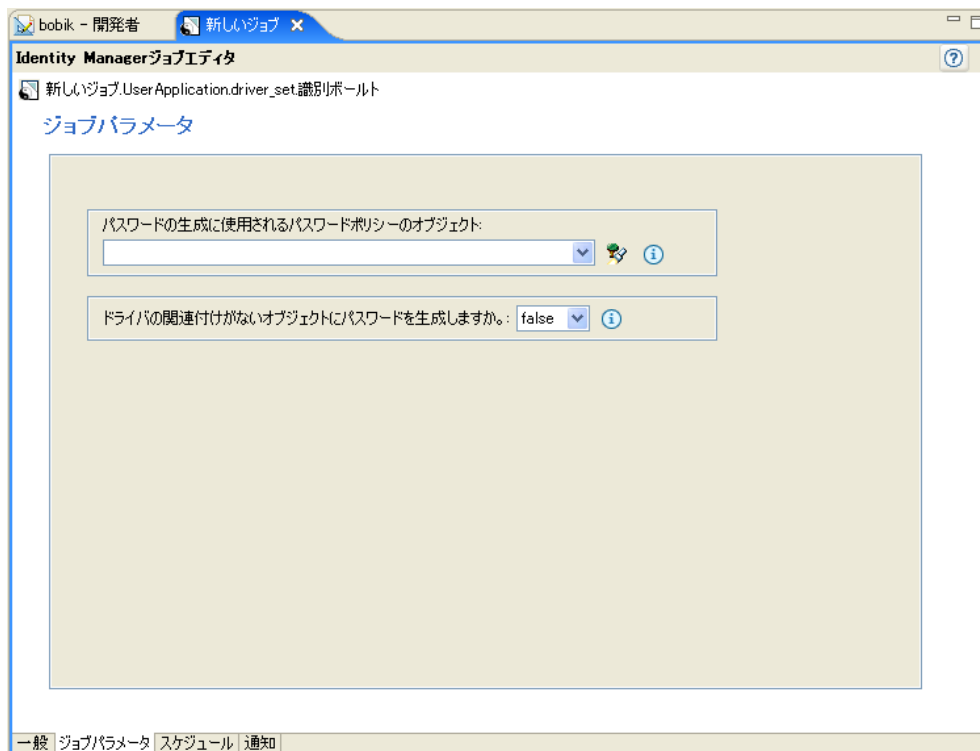 bobik - 開発者 新しいジョブ
Identity Managerジョブエディタ
新しいジョブ.UserApplication.driver_set.識別ボールト
ジョブパラメータ
パスワードの生成に使用されるパスワードポリシーのオブジェクト:
ドライバの関連付けがないオブジェクトにパスワードを生成しますか。: false
一般 ジョブパラメータ スケジュール 通知